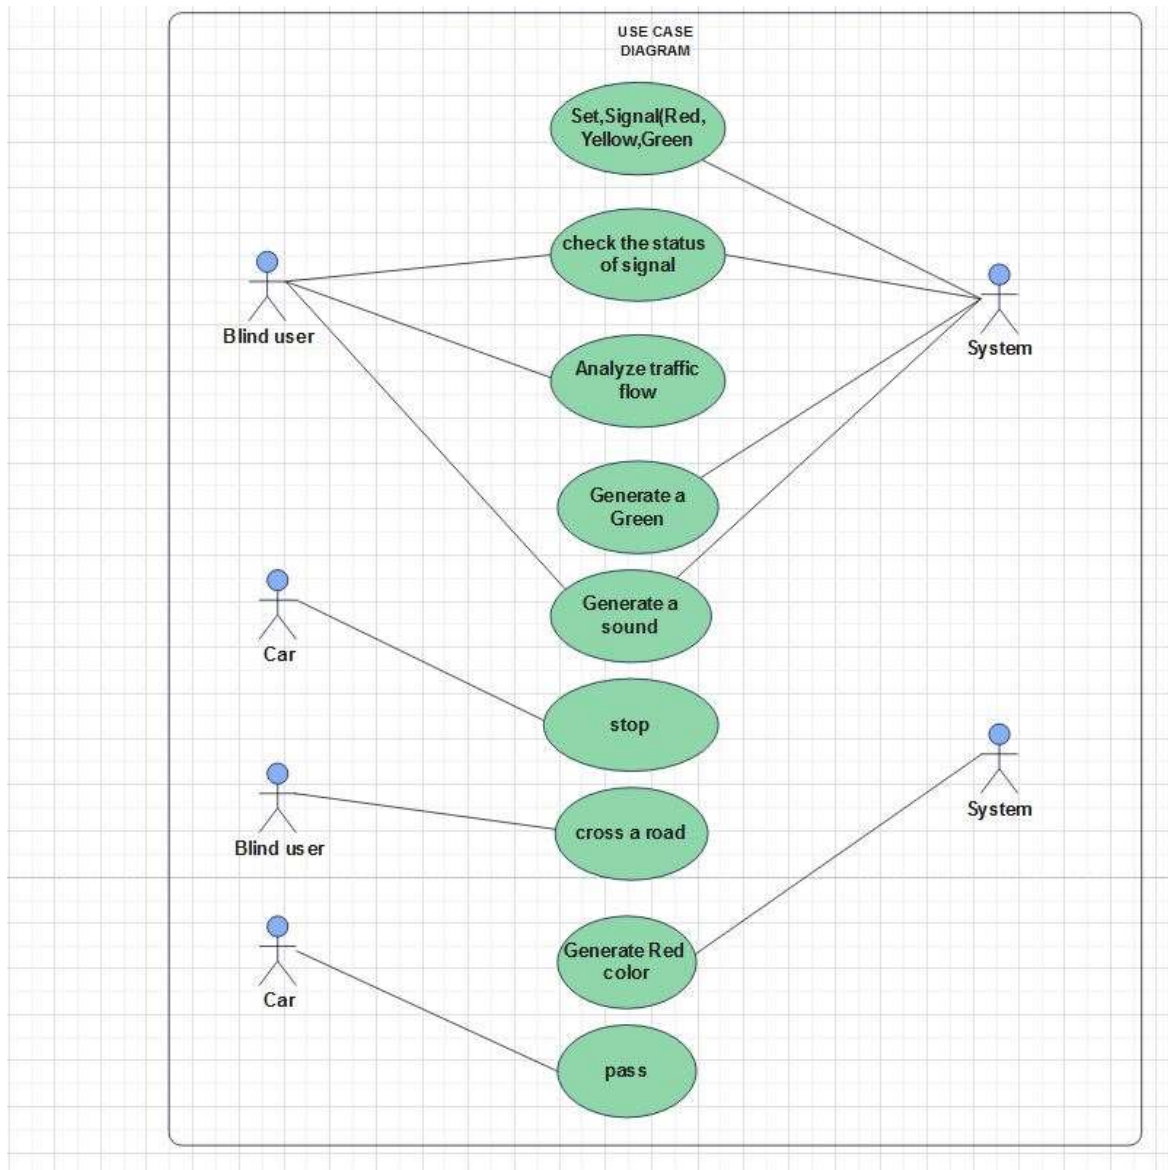 USE CASE
DIAGRAM
Set,Signal(Red,
Yellow,Green
check the status
of signal
Blind user
System
Analyze traffic
flow
Generate a
Green
Generate a
sound
Car
stop
System
cross a road
Blind user
Generate Red
color
Car
pass